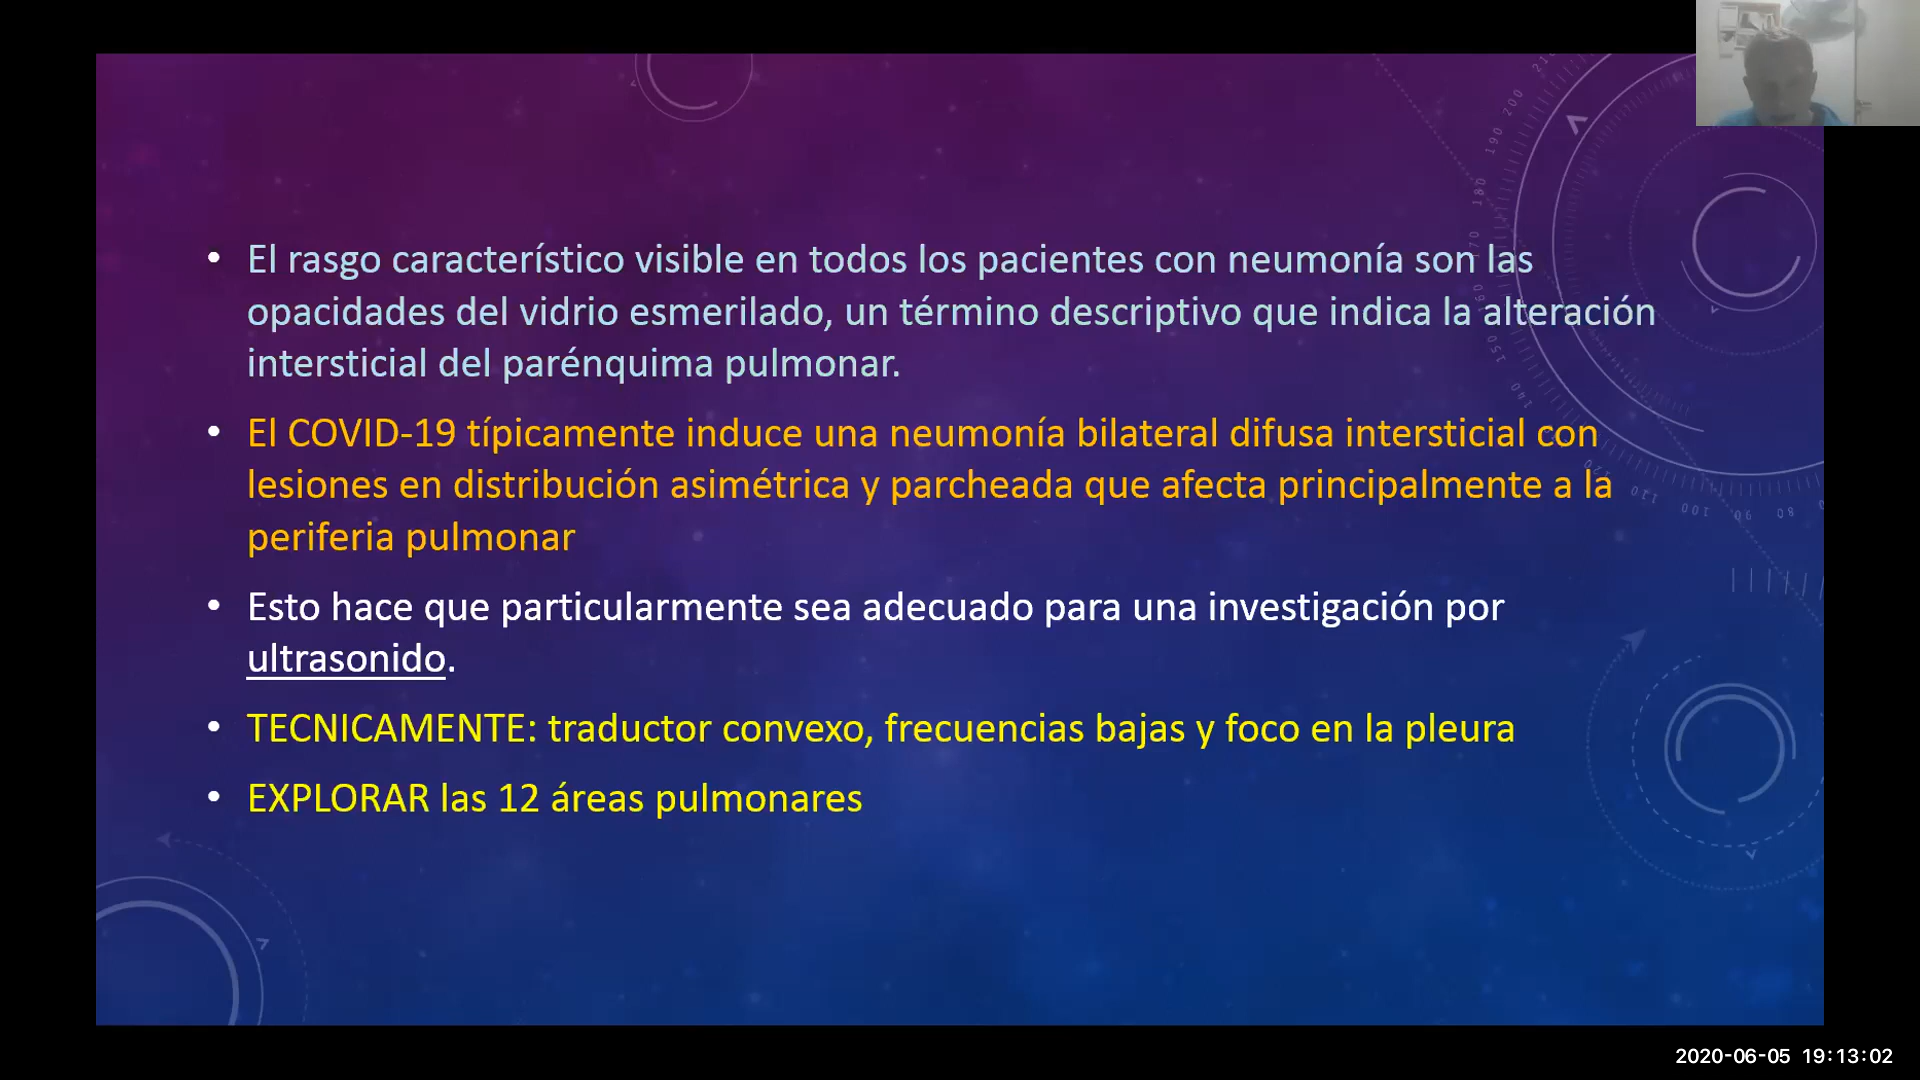 El rasgo característico visible en todos los pacientes con neumonía son las
opacidades del vidrio esmerilado, un término descriptivo que indica la alteración
intersticial del parénquima pulmonar.
El COVID-19 típicamente induce una neumonía bilateral difusa intersticial con
lesiones en distribución asimétrica y parcheada que afecta principalmente a la
periferia pulmonar
Esto hace que particularmente sea adecuado para una investigación por
ultrasonido.
TECNICAMENTE: traductor convexo, frecuencias bajas y foco en la pleura
EXPLORAR las 12 áreas pulmonares
2020-06-05 19:13:02